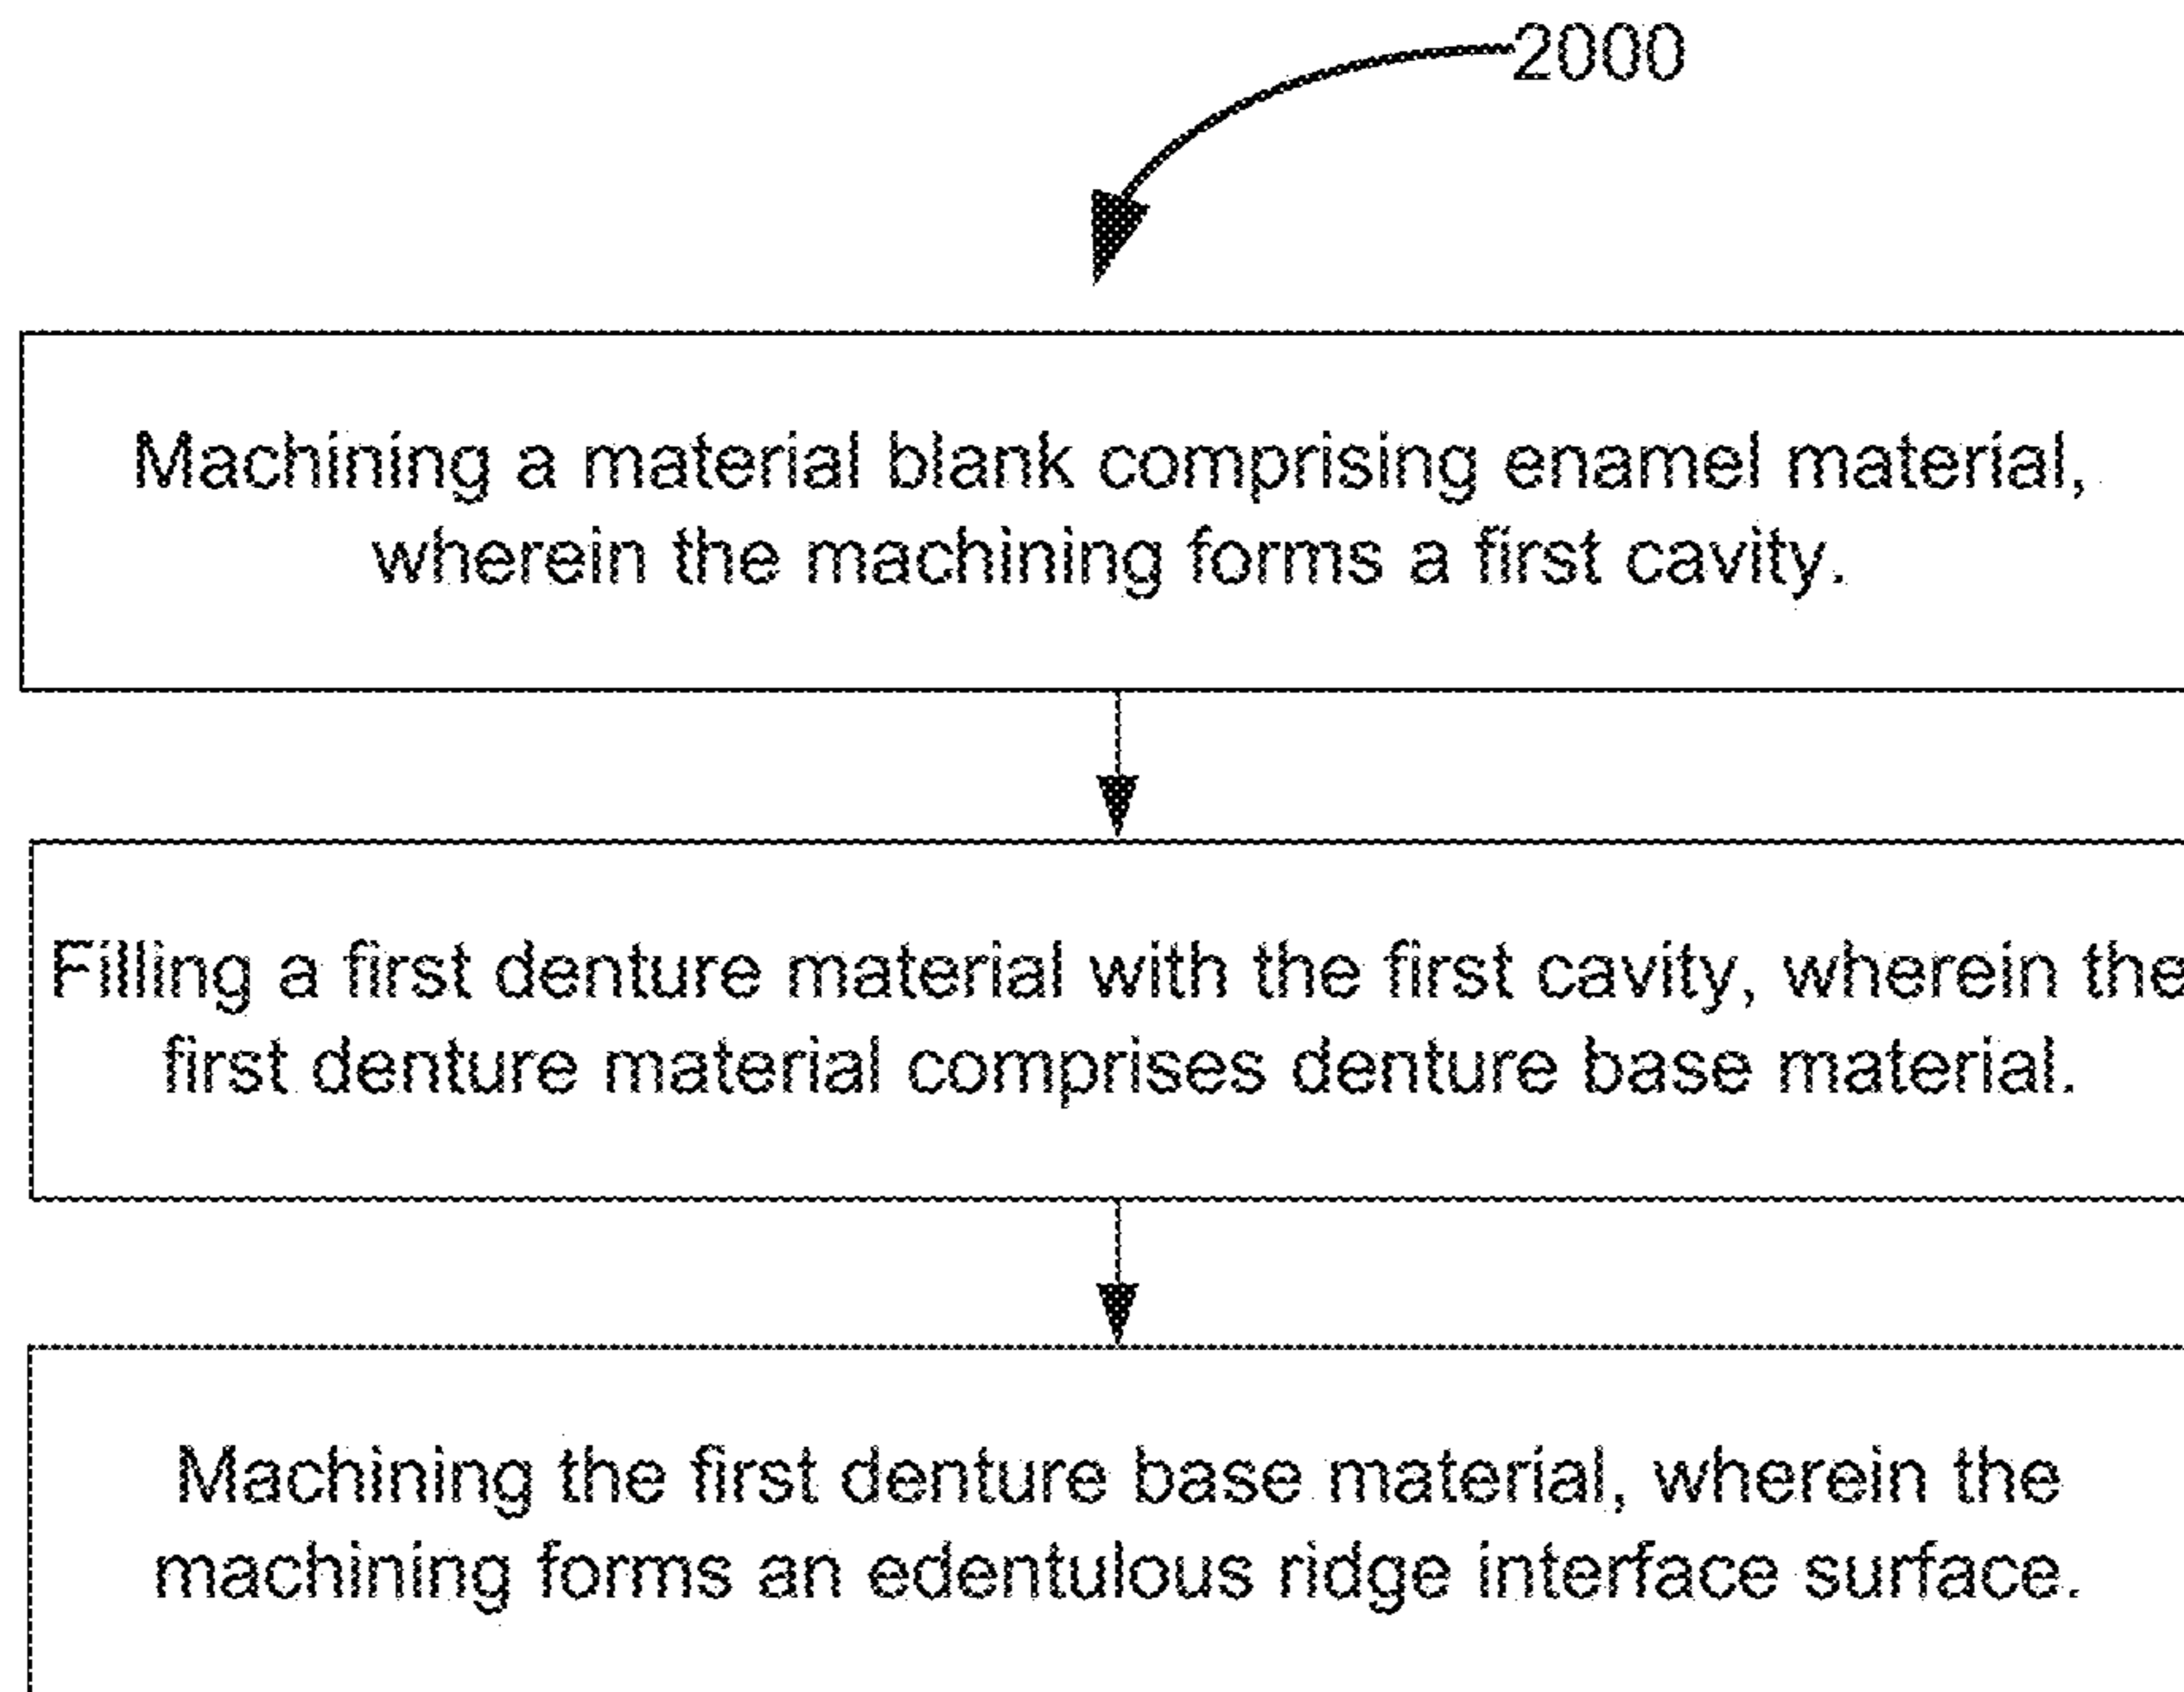 2000
Machining a material blank comprising enamel material,
wherein the machining forms a first cavity.
Filling a first denture material with the first cavity, wherein the
first denture material comprises denture base material.
Machining the first denture base material, wherein the
machining forms an edentulous ridge interface surface.